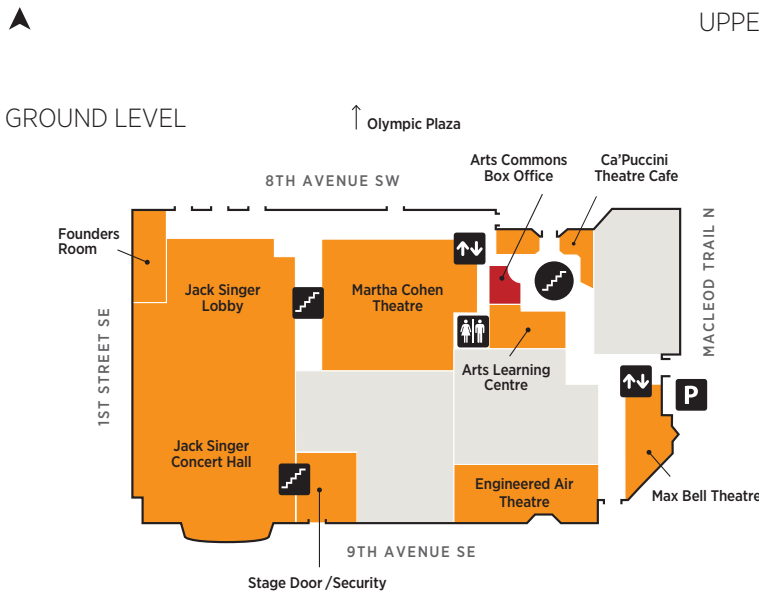 UPPE
GROUND LEVEL
Olympic Plaza
Arts Commons
Box Office
Ca'Puccini
Theatre Cafe
8TH AVENUE SW
Founders
Room
MACLEOD TRAIL N
Jack Singer
Lobby
Martha Cohen
Theatre
1ST STREET SE
Arts Learning
Centre
P
Jack Singer
Concert Hall
Engineered Air
Theatre
Max Bell Theatre
9TH AVENUE SE
Stage Door /Security